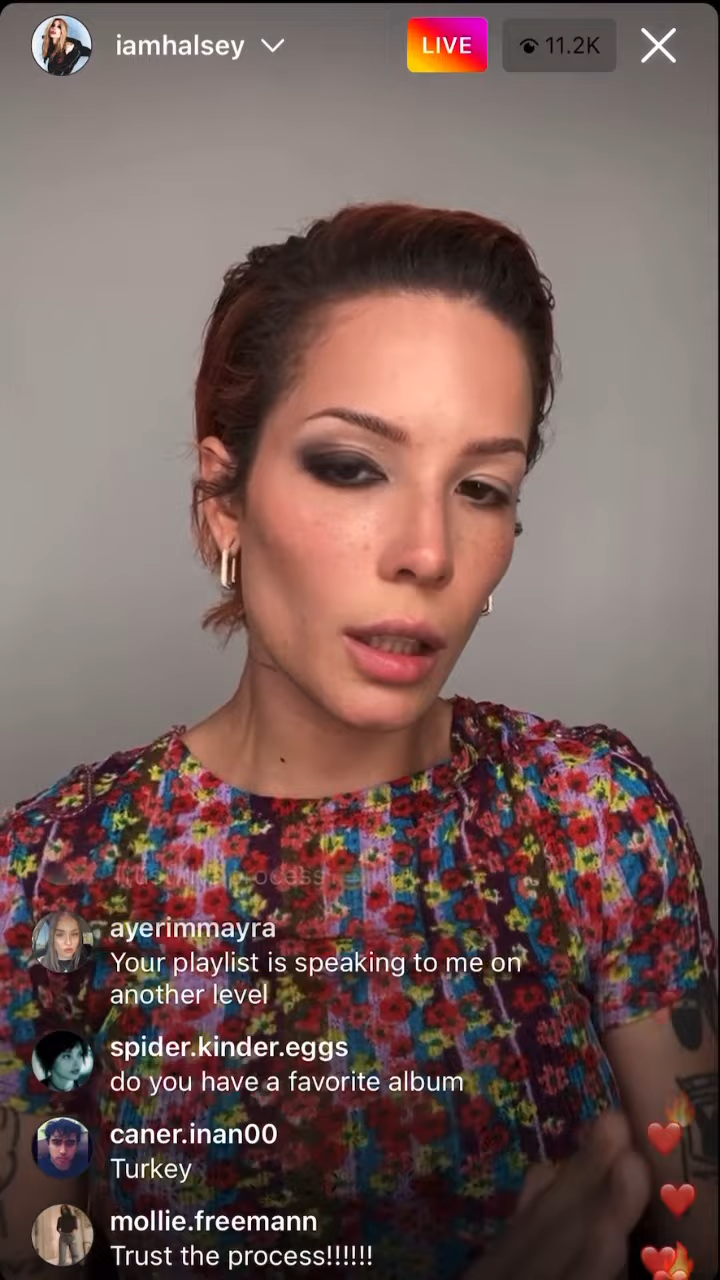 iamhalsey
LIVE
11.2K
ayerimmayra
Your playlist is speaking to me on
another level
spider.kinder.eggs
do you have a favorite album
caner.inan00
Turkey
mollie.freemann
Trust the process!!!!!!